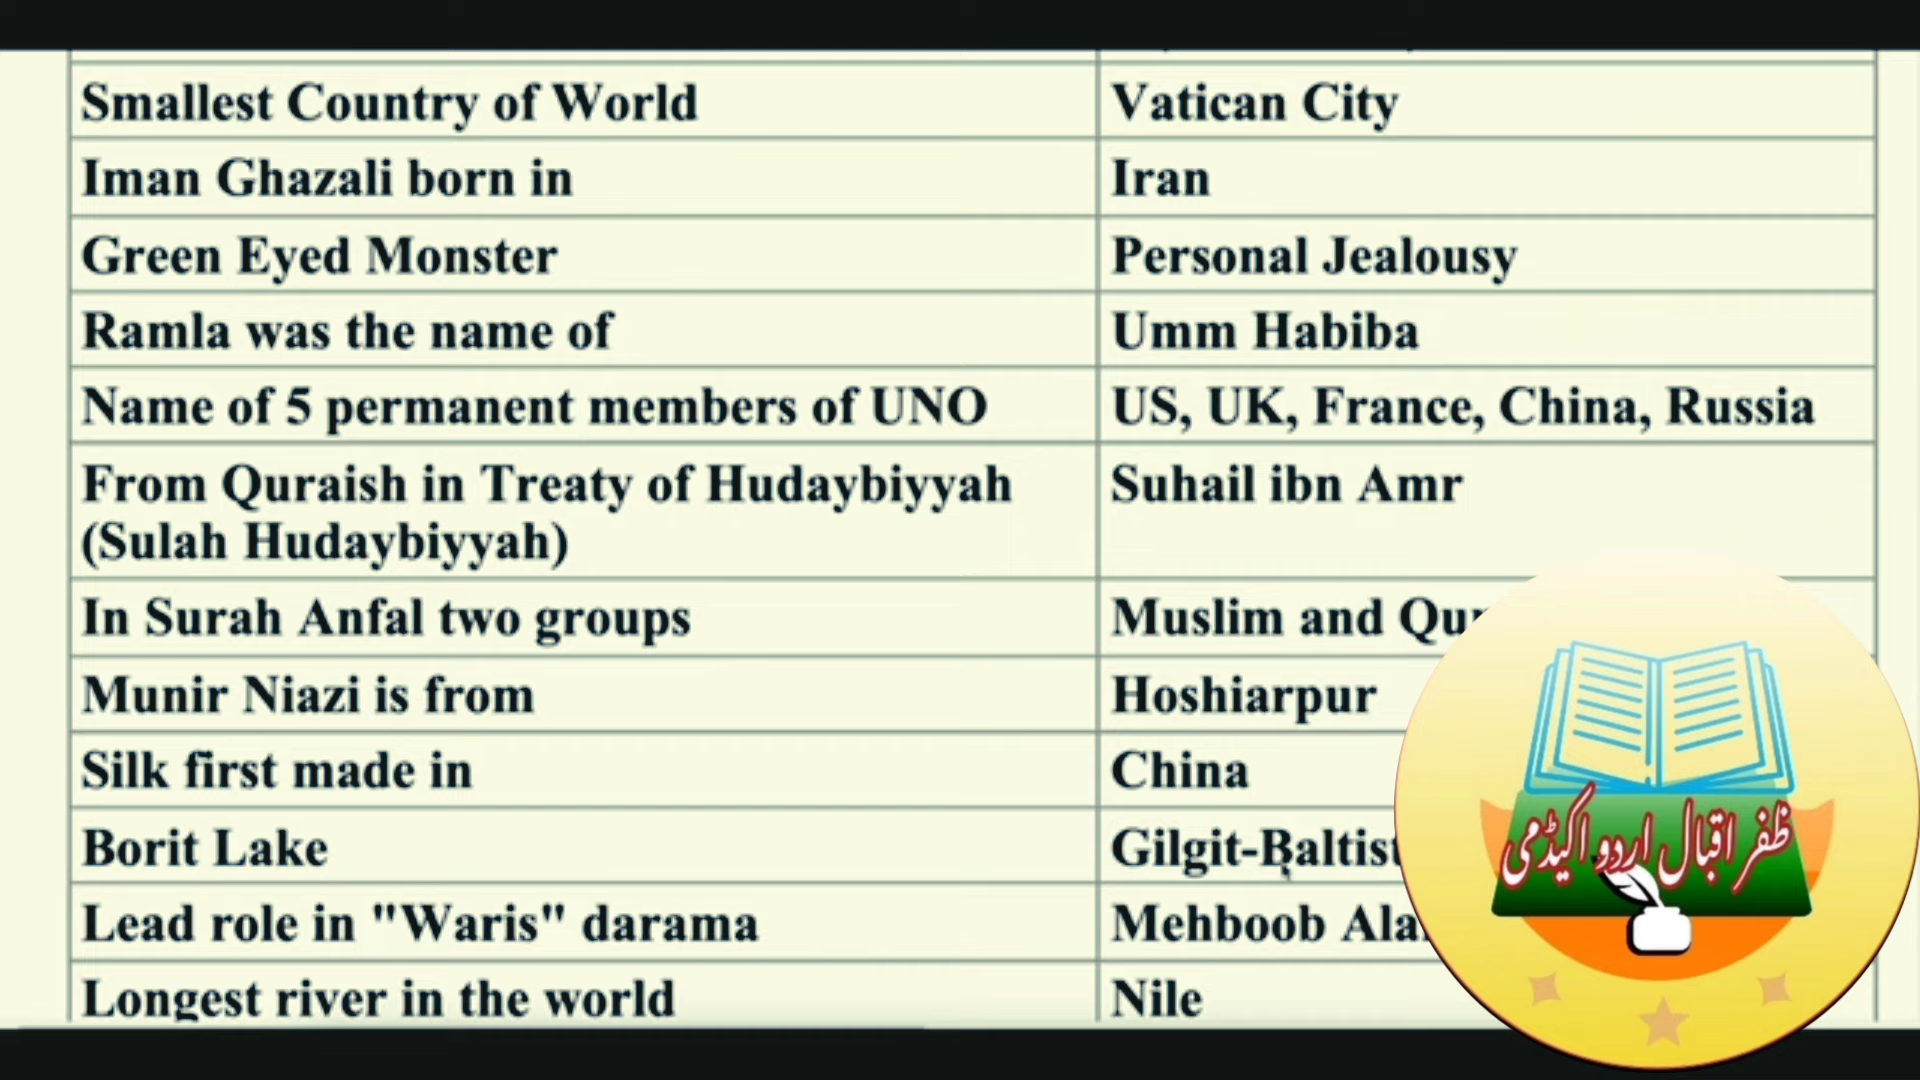 Smallest Country of World
Vatican City
Iman Ghazali born in
Iran
Green Eyed Monster
Personal Jealousy
Ramla was the name of
Umm Habiba
Name of 5 permanent members of UNO
US, UK, France, China, Russia
From Quraish in Treaty of Hudaybiyyah
(Sulah Hudaybiyyah)
Suhail ibn Amr
In Surah Anfal two groups
Muslim and
Munir Niazi is from
Hoshiarpur
Silk first made in
China
Borit Lake
Lead role in "Waris" darama
Mehboob
Longest river in the world
Nile
ظفر اقبال اردو اکیڈمی